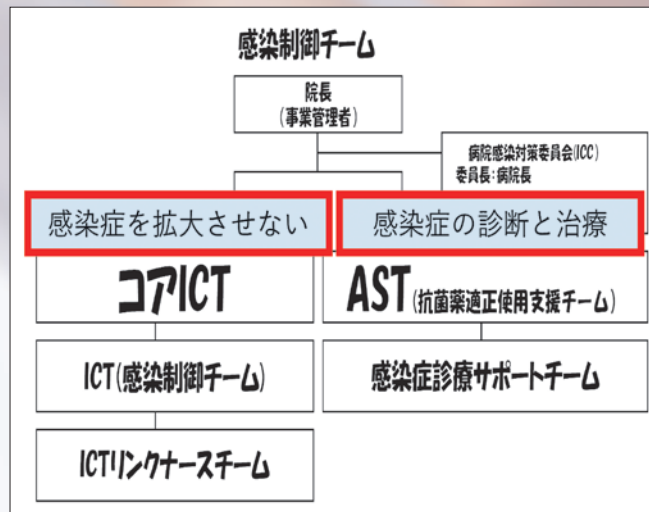 感染制御チーム
院長
(事業管理者)
病院感染対策委員会(ICC)
委員長:病院長
感染症を拡大させない
感染症の診断と治療
コアICT
AST(抗菌薬適正使用支援チーム)
ICT(感染制御チーム)
感染症診療サポートチーム
ICTリンクナースチーム